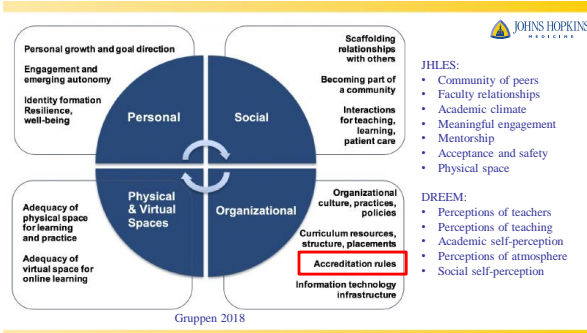 JOHNS HOPKINS
MEDICINE
Personal growth and goal direction
Engagement and
emerging autonomy
Identity formation
Resilience,
well-being
Personal
Scaffolding
relationships
with others
Becoming part of
a community
Interactions
for teaching,
learning,
patient care
Social
Adequacy of
physical space
for learning
and practice
Adequacy of
virtual space for
online learning
Physical
& Virtual
Spaces
Organizational
Organizational
culture, practices,
policies
Curriculum resources,
structure, placements
Accreditation rules
Information technology
infrastructure
Gruppen 2018
JHLES:
• Community of peers
• Faculty relationships
• Academic climate
• Meaningful engagement
• Mentorship
• Acceptance and safety
• Physical space
DREEM:
• Perceptions of teachers
• Perceptions of teaching
• Academic self-perception
• Perceptions of atmosphere
• Social self-perception